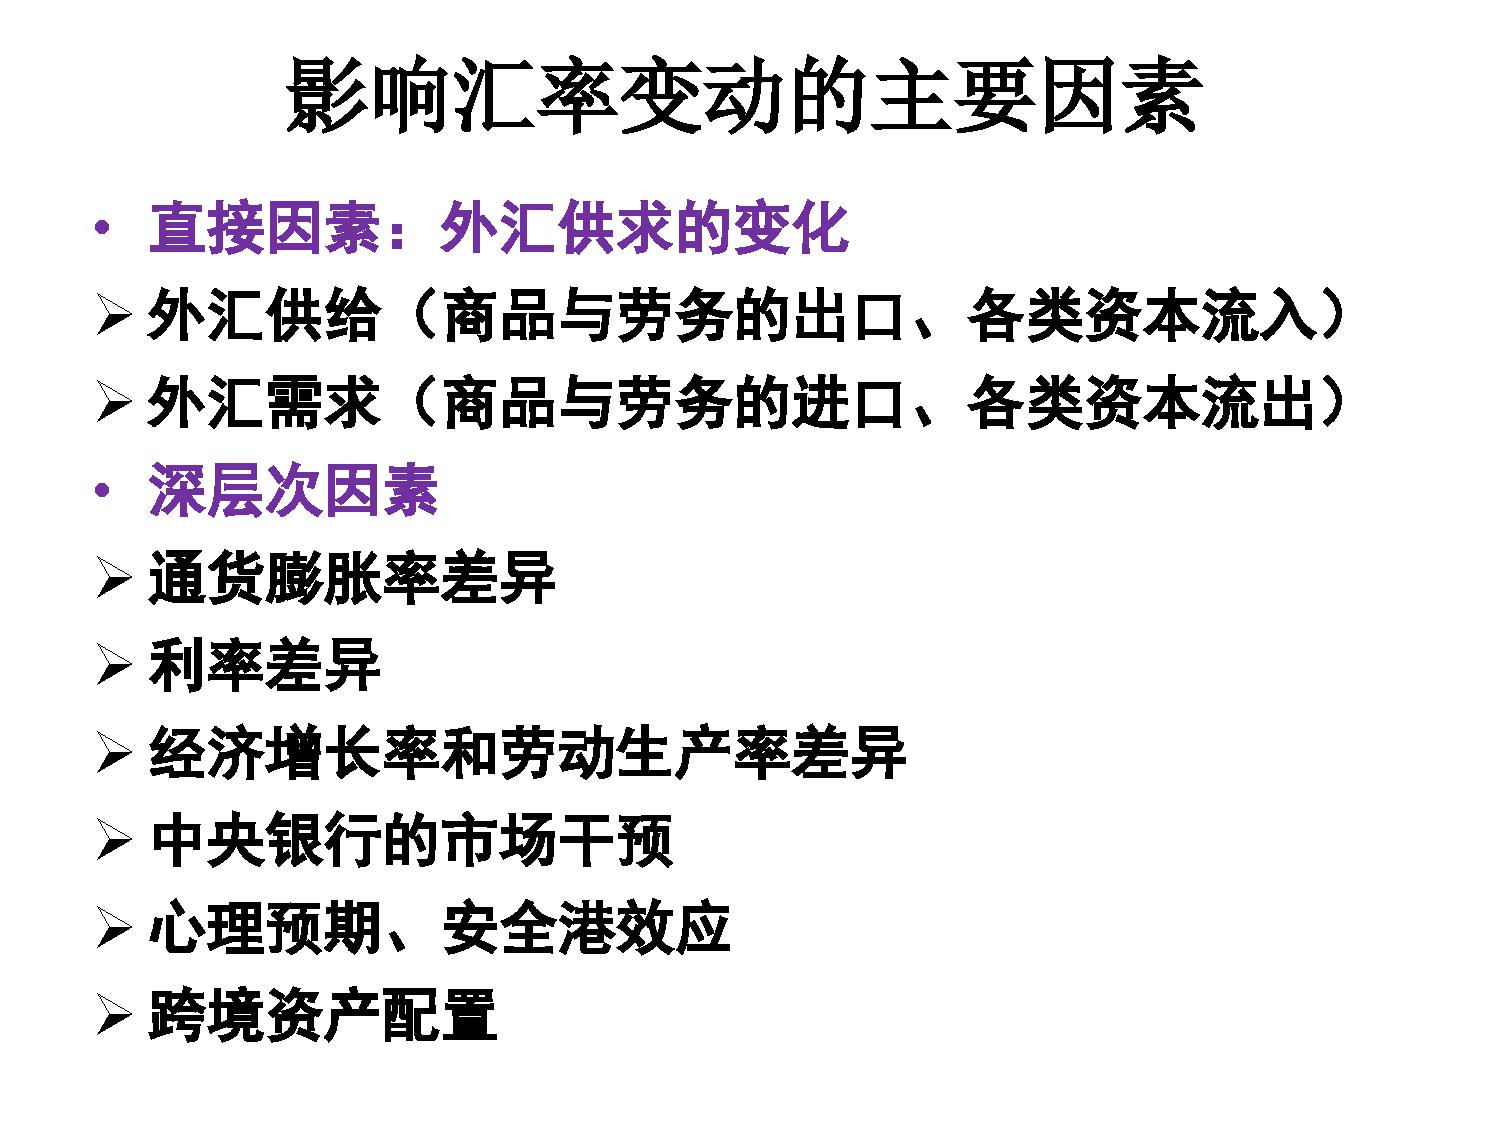 影响汇率变动的主要因素
• 直接因素：外汇供求的变化
➢ 外汇供给（商品与劳务的出口、各类资本流入）
➢ 外汇需求（商品与劳务的进口、各类资本流出）
• 深层次因素
➢ 通货膨胀率差异
➢ 利率差异
➢ 经济增长率和劳动生产率差异
➢ 中央银行的市场干预
➢ 心理预期、安全港效应
➢ 跨境资产配置